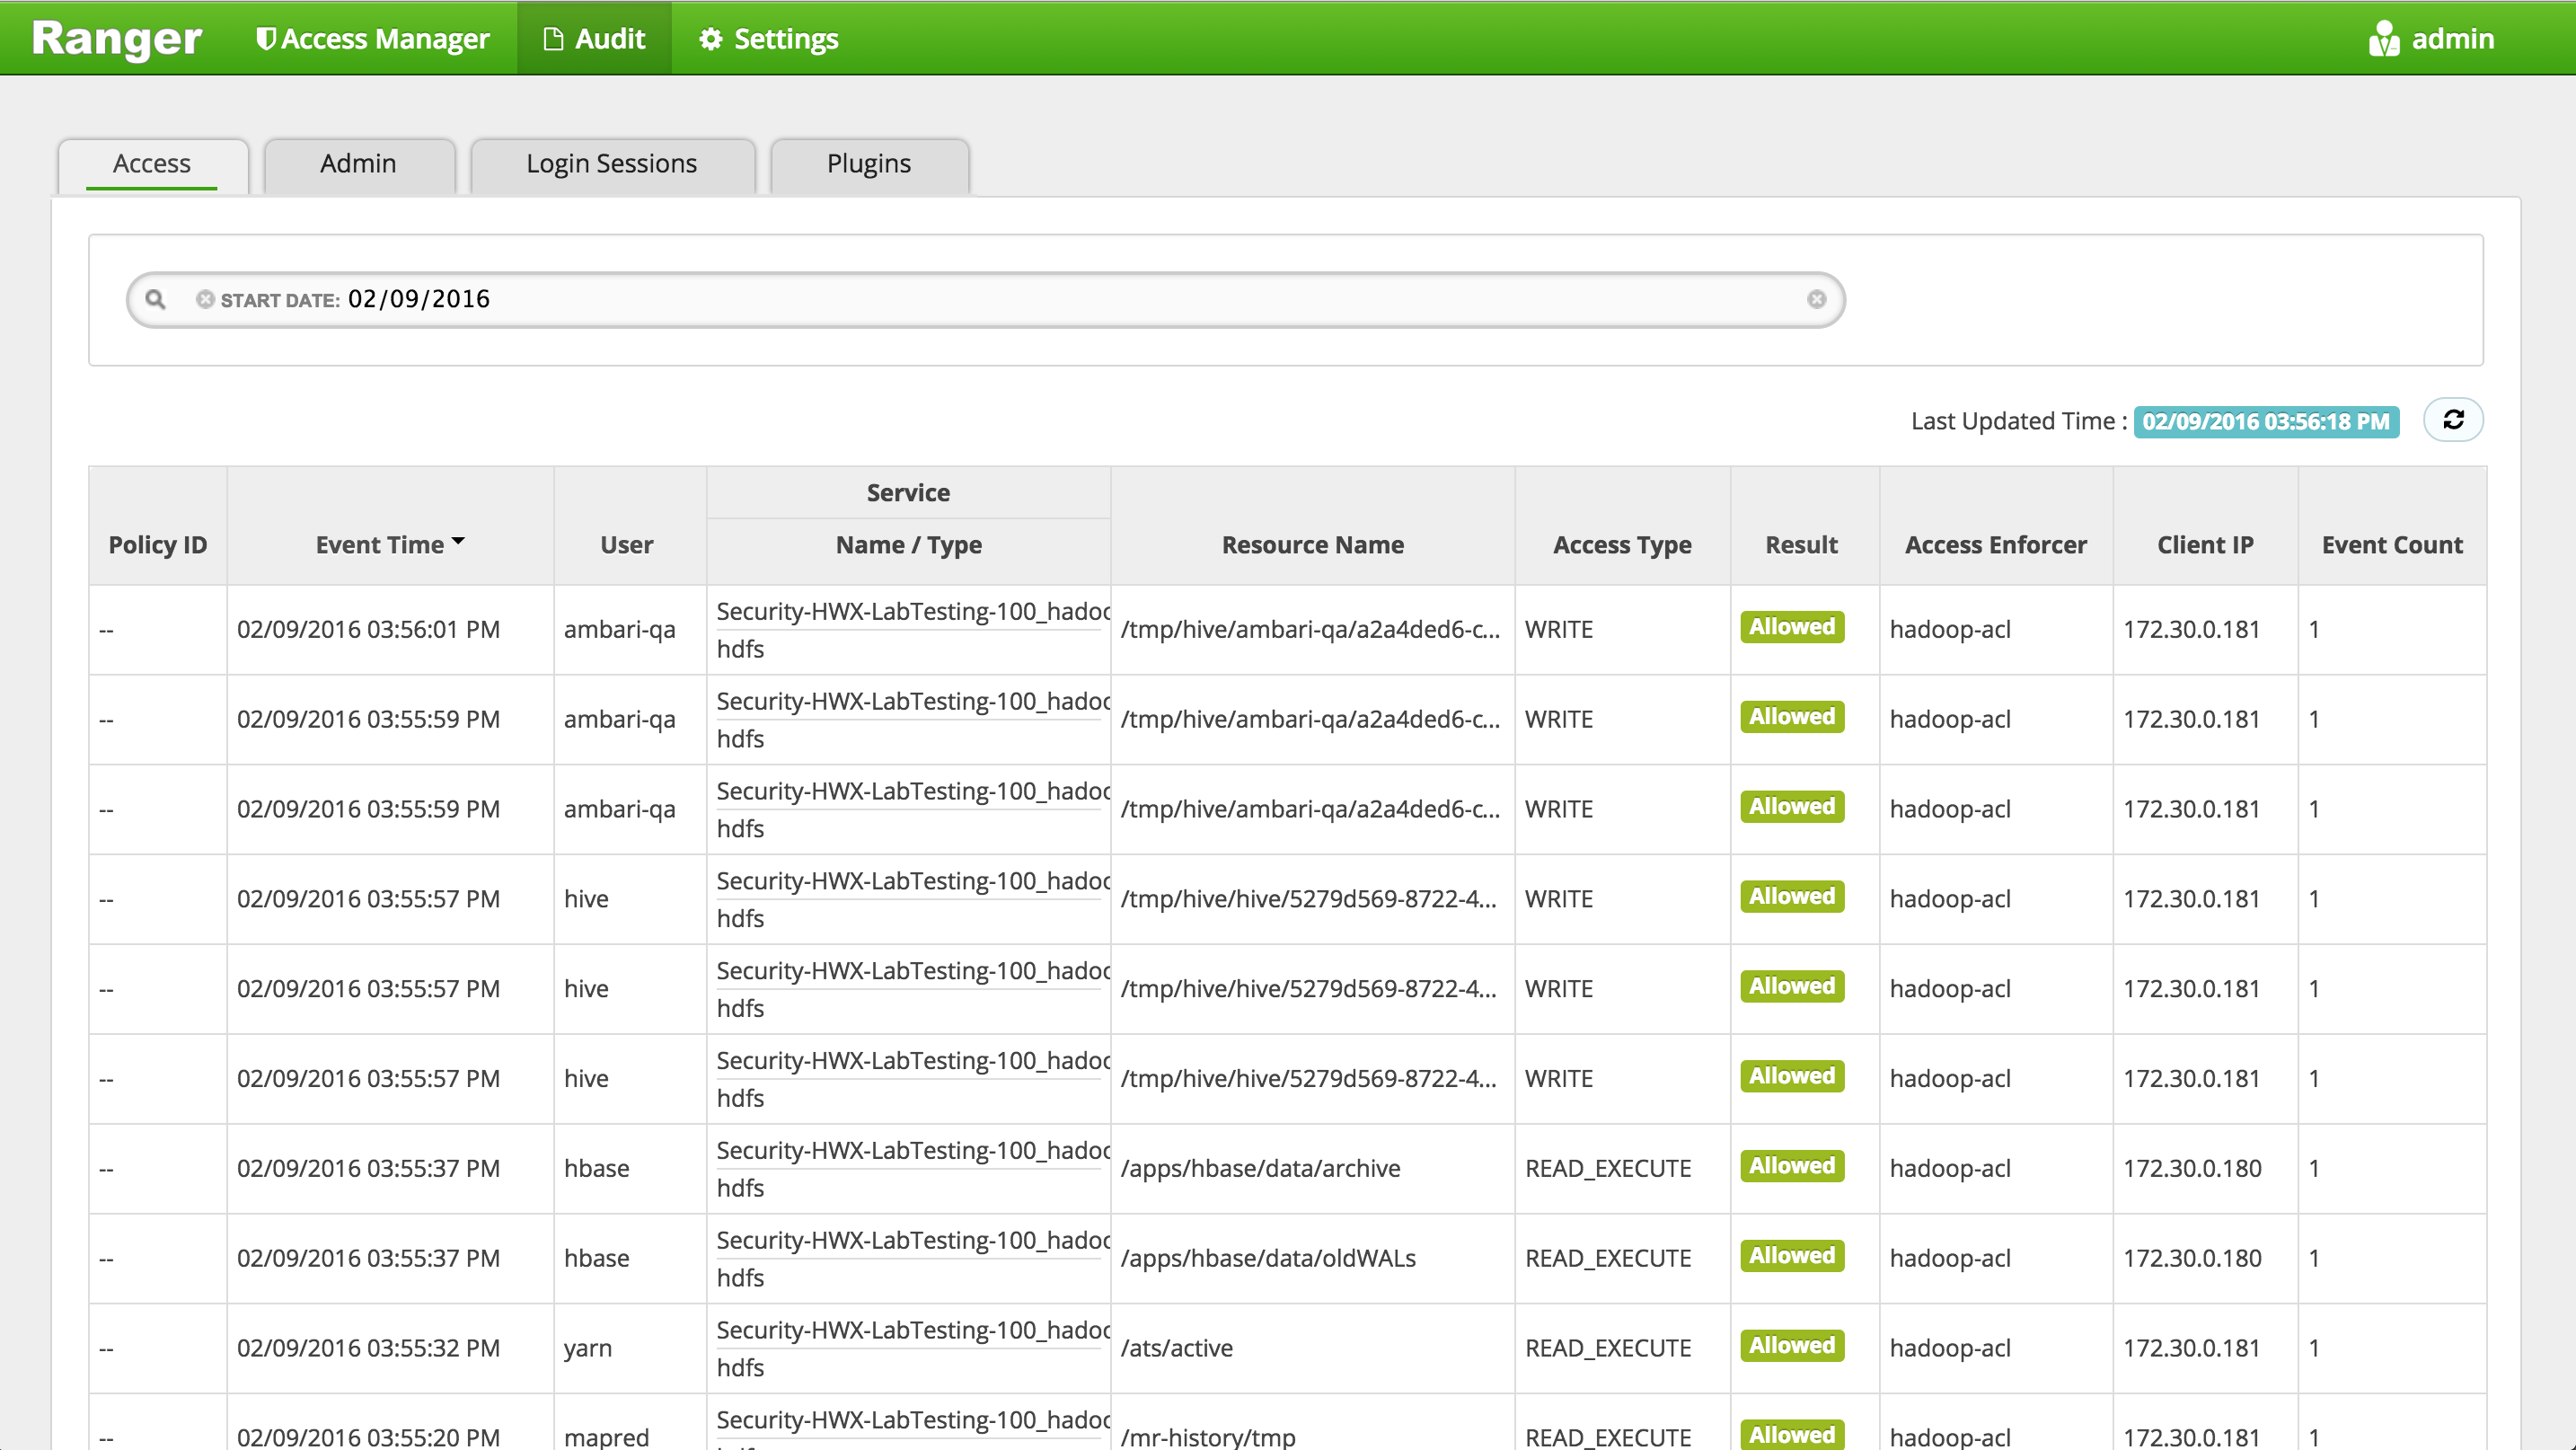 Ranger Access Manager Audit Settings admin
Access Admin Login Sessions Plugins
START DATE: 02/09/2016
Last Updated Time : 02/09/2016 03:56:18 PM
Service
Policy ID Event Time User Name / Type Resource Name Access Type Result Access Enforcer Client IP Event Count
Security-HWX-LabTesting-100_hadoc
-- 02/09/2016 03:56:01 PM ambari-qa /tmp/hive/ambari-qa/a2a4ded6-c... WRITE Allowed hadoop-acl 172.30.0.181 1
hdfs
Security-HWX-LabTesting-100_hadoc
-- 02/09/2016 03:55:59 PM ambari-qa /tmp/hive/ambari-qa/a2a4ded6-c... WRITE Allowed hadoop-acl 172.30.0.181 1
hdfs
Security-HWX-LabTesting-100_hadoc
-- 02/09/2016 03:55:59 PM ambari-qa /tmp/hive/ambari-qa/a2a4ded6-c... WRITE Allowed hadoop-acl 172.30.0.181 1
hdfs
Security-HWX-LabTesting-100_hadoc
-- 02/09/2016 03:55:57 PM hive /tmp/hive/hive/5279d569-8722-4... WRITE Allowed hadoop-acl 172.30.0.181 1
hdfs
Security-HWX-LabTesting-100_hadoc
-- 02/09/2016 03:55:57 PM hive /tmp/hive/hive/5279d569-8722-4... WRITE Allowed hadoop-acl 172.30.0.181 1
hdfs
Security-HWX-LabTesting-100_hadoc
-- 02/09/2016 03:55:57 PM hive /tmp/hive/hive/5279d569-8722-4... WRITE Allowed hadoop-acl 172.30.0.181 1
hdfs
Security-HWX-LabTesting-100_hadoc
-- 02/09/2016 03:55:37 PM hbase /apps/hbase/data/archive READ_EXECUTE Allowed hadoop-acl 172.30.0.180 1
hdfs
Security-HWX-LabTesting-100_hadoc
-- 02/09/2016 03:55:37 PM hbase /apps/hbase/data/oldWALs READ_EXECUTE Allowed hadoop-acl 172.30.0.180 1
hdfs
Security-HWX-LabTesting-100_hadoc
-- 02/09/2016 03:55:32 PM yarn /ats/active READ_EXECUTE Allowed hadoop-acl 172.30.0.181 1
hdfs
Security-HWX-LabTesting-100_hadoc
-- 02/09/2016 03:55:20 PM mapred /mr-history/tmp READ_EXECUTE Allowed hadoop-acl 172.30.0.181 1